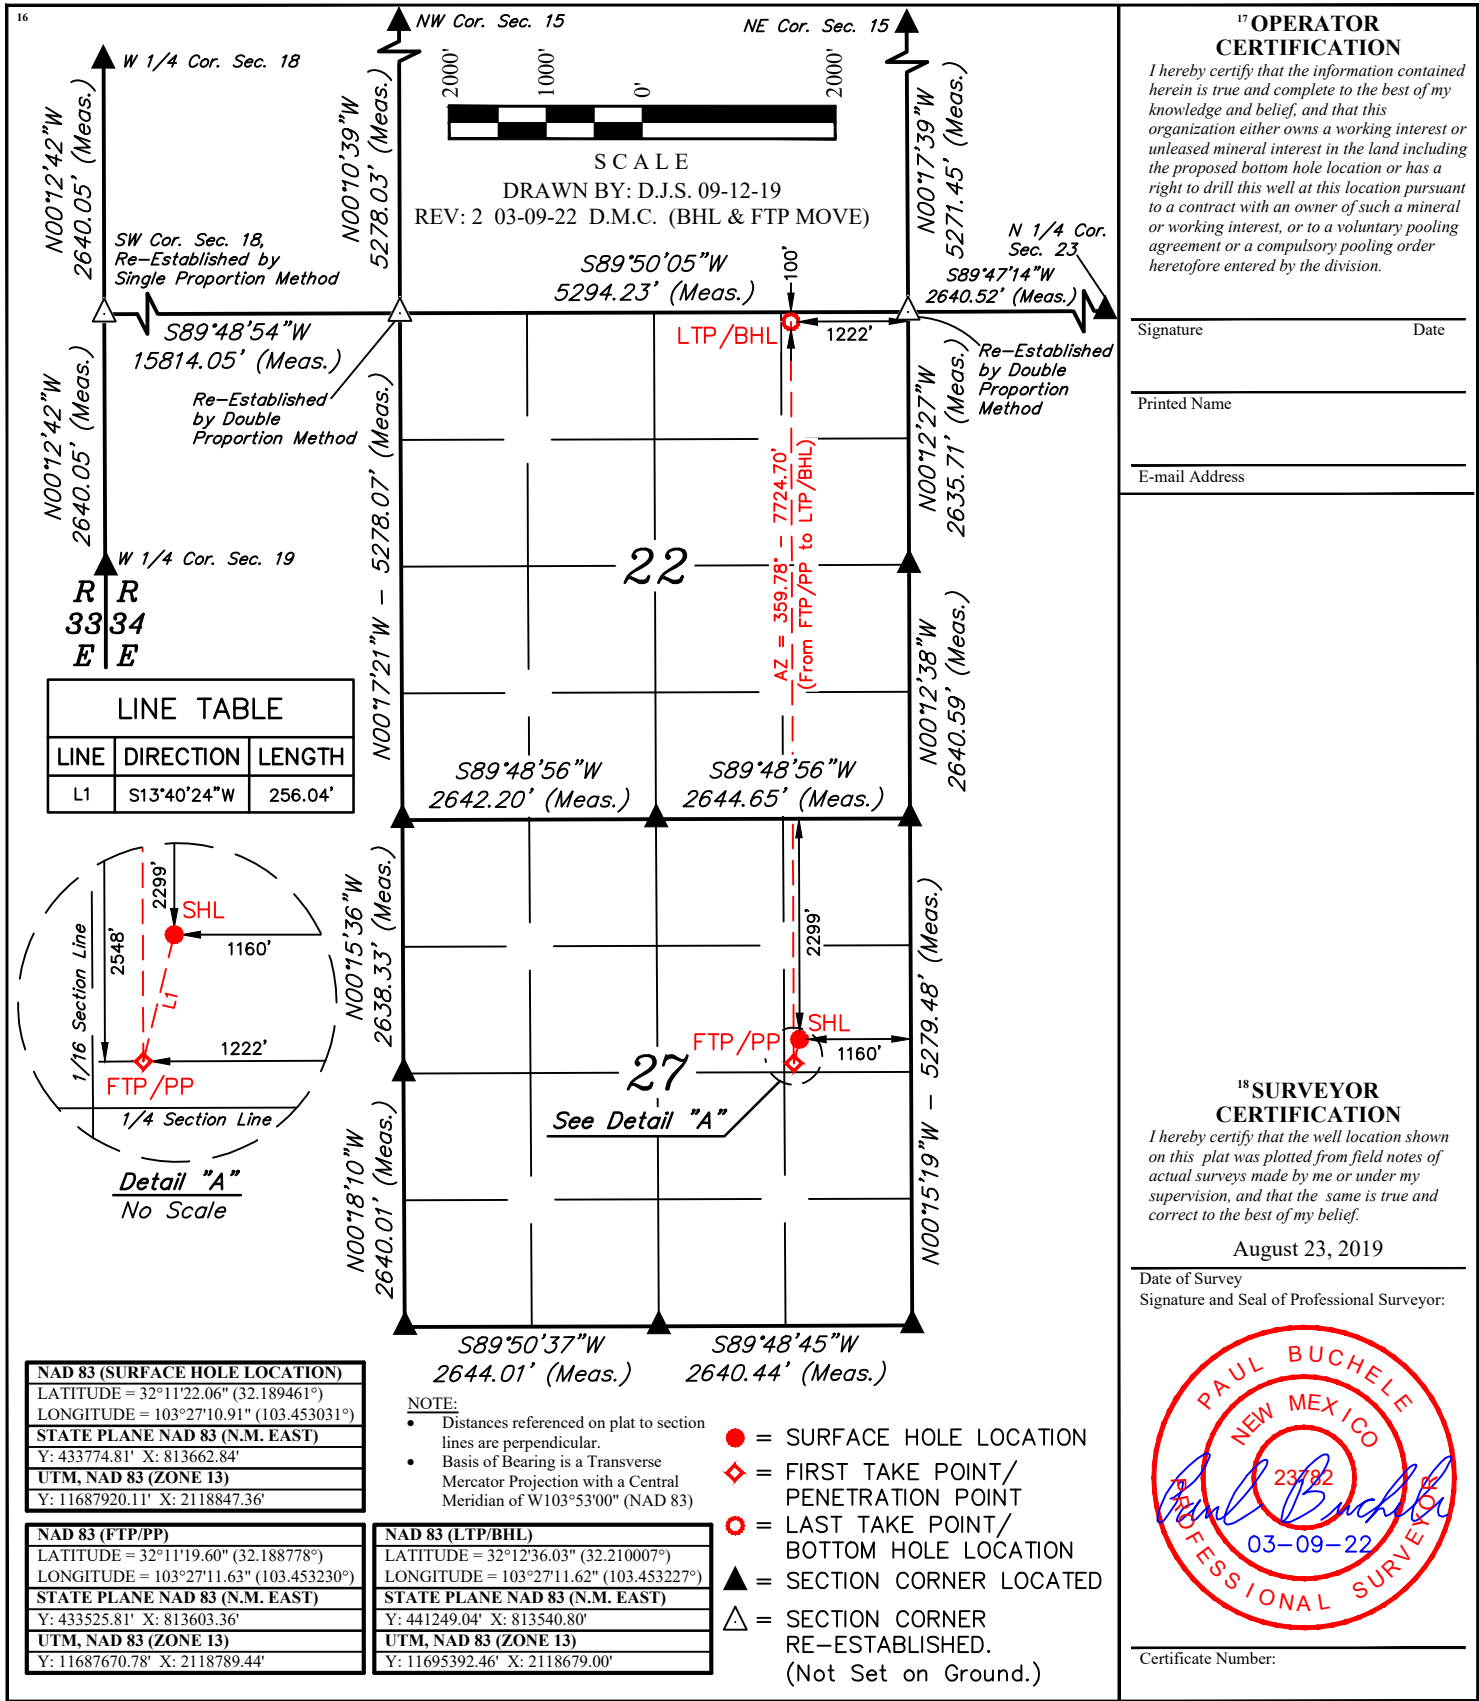 16
NW Cor. Sec. 15
NE Cor. Sec. 15
W 1/4 Cor. Sec. 18
2000'
1000'
0'
2000'
SCALE
DRAWN BY: D.J.S. 09-12-19
REV: 2 03-09-22 D.M.C. (BHL & FTP MOVE)
N00°12'42"W
2640.05' (Meas.)
N00°10'39"W
5278.03' (Meas.)
N00°17'39"W
5271.45' (Meas.)
N 1/4 Cor.
Sec. 23
SW Cor. Sec. 18,
Re-Established by
Single Proportion Method
S89°50'05"W
5294.23' (Meas.)
100'
S89°47'14"W
2640.52' (Meas.)
S89°48'54"W
15814.05' (Meas.)
LTP/BHL
1222'
Re-Established
by Double
Proportion Method
Re-Established
by Double
Proportion
Method
N00°12'42"W
2640.05' (Meas.)
N00°17'21"W - 5278.07' (Meas.)
AZ = 359.78° - 7724.70'
(From FTP/PP to LTP/BHL)
N00°12'27"W
2635.71' (Meas.)
W 1/4 Cor. Sec. 19
R R
33 34
E E
22
N00°12'38"W
2640.59' (Meas.)
LINE TABLE
LINE DIRECTION LENGTH
L1 S13°40'24"W 256.04'
S89°48'56"W
2642.20' (Meas.)
S89°48'56"W
2644.65' (Meas.)
2299'
SHL
1160'
2548'
1/16 Section Line
L1
1222'
FTP/PP
1/4 Section Line
Detail "A"
No Scale
N00°15'36"W
2638.33' (Meas.)
N00°18'10"W
2640.01' (Meas.)
2299'
SHL
FTP/PP
1160'
27
See Detail "A"
N00°15'19"W - 5279.48' (Meas.)
S89°50'37"W
2644.01' (Meas.)
S89°48'45"W
2640.44' (Meas.)
NAD 83 (SURFACE HOLE LOCATION)
LATITUDE = 32°11'22.06" (32.189461°)
LONGITUDE = 103°27'10.91" (103.453031°)
STATE PLANE NAD 83 (N.M. EAST)
Y: 433774.81' X: 813662.84'
UTM, NAD 83 (ZONE 13)
Y: 11687920.11' X: 2118847.36'
NAD 83 (FTP/PP)
LATITUDE = 32°11'19.60" (32.188778°)
LONGITUDE = 103°27'11.63" (103.453230°)
STATE PLANE NAD 83 (N.M. EAST)
Y: 433525.81' X: 813603.36'
UTM, NAD 83 (ZONE 13)
Y: 11687670.78' X: 2118789.44'
NAD 83 (LTP/BHL)
LATITUDE = 32°12'36.03" (32.210007°)
LONGITUDE = 103°27'11.62" (103.453227°)
STATE PLANE NAD 83 (N.M. EAST)
Y: 441249.04' X: 813540.80'
UTM, NAD 83 (ZONE 13)
Y: 11695392.46' X: 2118679.00'
NOTE:
• Distances referenced on plat to section
lines are perpendicular.
• Basis of Bearing is a Transverse
Mercator Projection with a Central
Meridian of W103°53'00" (NAD 83)
= SURFACE HOLE LOCATION
= FIRST TAKE POINT/
PENETRATION POINT
= LAST TAKE POINT/
BOTTOM HOLE LOCATION
= SECTION CORNER LOCATED
= SECTION CORNER
RE-ESTABLISHED.
(Not Set on Ground.)
17 OPERATOR
CERTIFICATION
I hereby certify that the information contained
herein is true and complete to the best of my
knowledge and belief, and that this
organization either owns a working interest or
unleased mineral interest in the land including
the proposed bottom hole location or has a
right to drill this well at this location pursuant
to a contract with an owner of such a mineral
or working interest, or to a voluntary pooling
agreement or a compulsory pooling order
heretofore entered by the division.
Signature Date
Printed Name
E-mail Address
18 SURVEYOR
CERTIFICATION
I hereby certify that the well location shown
on this plat was plotted from field notes of
actual surveys made by me or under my
supervision, and that the same is true and
correct to the best of my belief.
August 23, 2019
Date of Survey
Signature and Seal of Professional Surveyor:
PAUL BUCHELE
NEW MEXICO
23782
Paul Buchele
03-09-22
PROFESSIONAL SURVEYOR
Certificate Number: